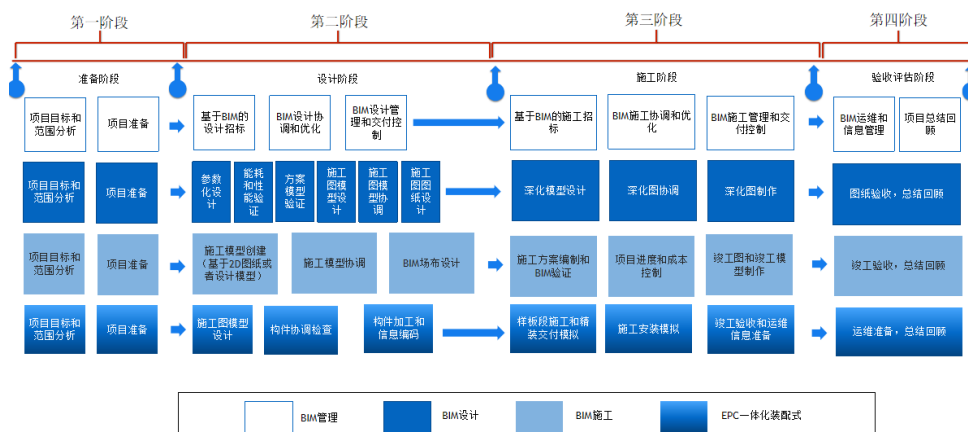 第一阶段
第二阶段
第三阶段
第四阶段
准备阶段
设计阶段
施工阶段
验收评估阶段
项目目标和
范围分析
项目准备
基于BIM的
设计招标
BIM设计协
调和优化
BIM设计管
理和交付控
制
基于BIM的施工招
标
BIM施工协调和优
化
BIM施工管理和交
付控制
BIM运维和
信息管理
项目总结回
顾
项目目标和
范围分析
项目准备
参数
化设
计
能耗
和性
能验
证
方案
模型
验证
施工
图模
型设
计
施工
图模
型协
调
施工
图图
纸设
计
深化模型设计
深化图协调
深化图制作
图纸验收，总结回顾
项目目标和
范围分析
项目准备
施工模型创建
（基于2D图纸或
者设计模型）
施工模型协调
BIM场布设计
施工方案编制和
BIM验证
项目进度和成本
控制
竣工图和竣工模
型制作
竣工验收，总结回顾
项目目标和
范围分析
项目准备
施工图模型
设计
构件协调检查
构件加工和
信息编码
样板段施工和精
装交付模拟
施工安装模拟
竣工验收和运维
信息准备
运维准备，总结回顾
BIM管理
BIM设计
BIM施工
EPC一体化装配式